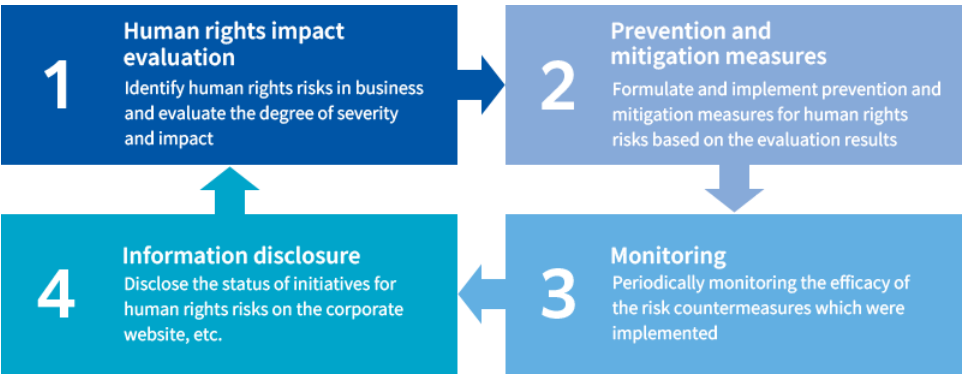 1
Human rights impact
evaluation
Identify human rights risks in business
and evaluate the degree of severity
and impact
2
Prevention and
mitigation measures
Formulate and implement prevention and
mitigation measures for human rights
risks based on the evaluation results
3
Monitoring
Periodically monitoring the efficacy of
the risk countermeasures which were
implemented
4
Information disclosure
Disclose the status of initiatives for
human rights risks on the corporate
website, etc.